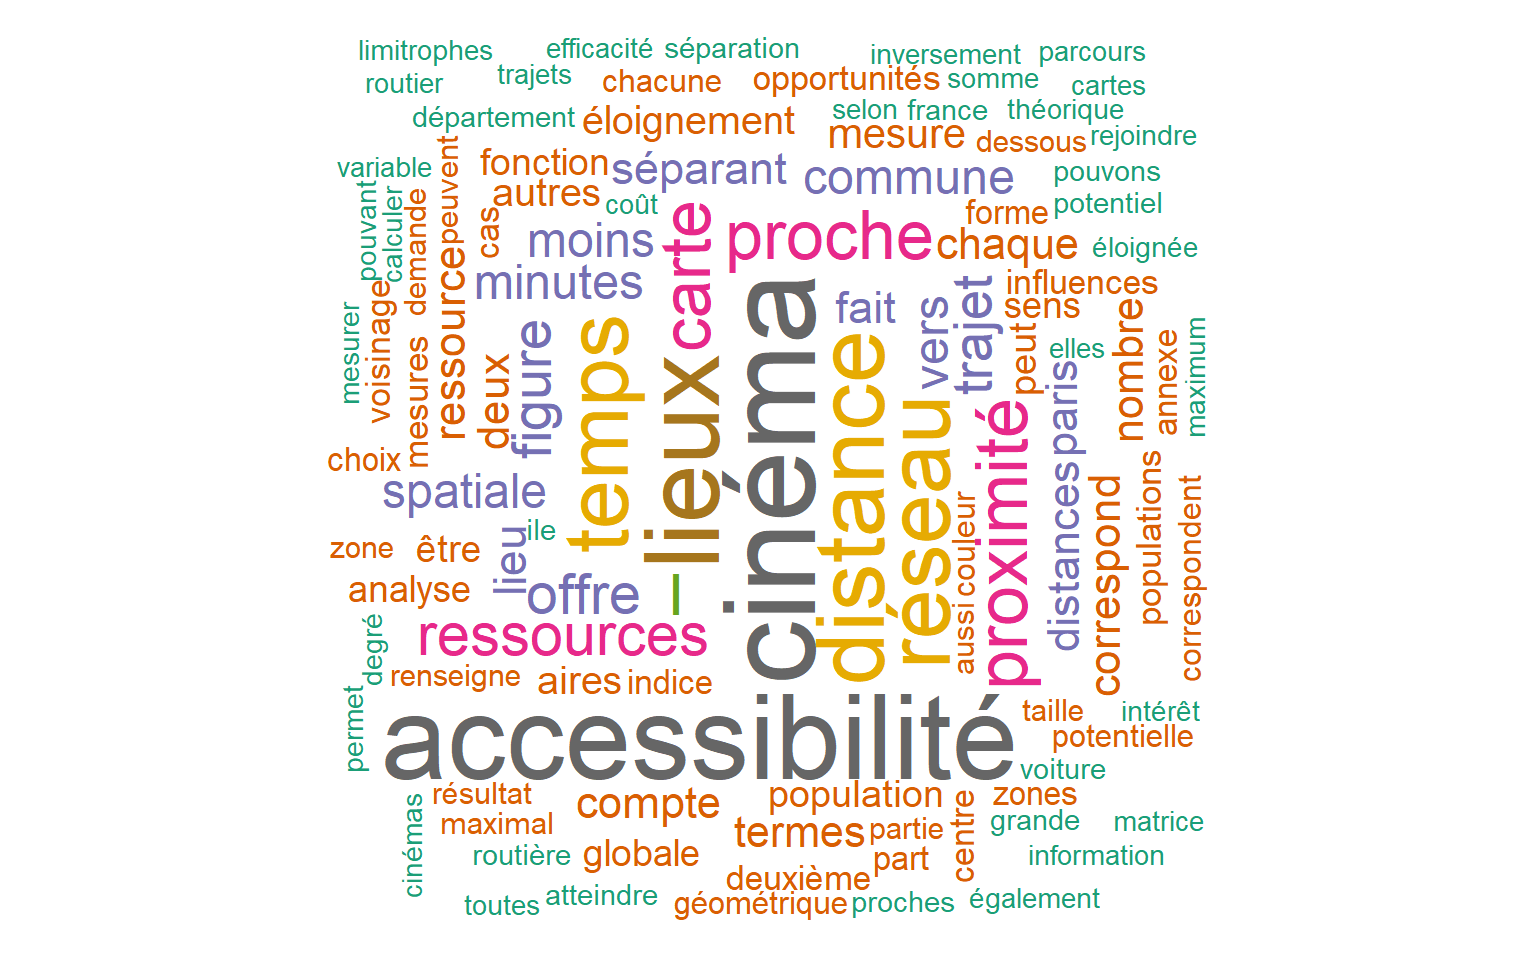 limitrophes
efficacité
séparation
inversement
parcours
routier
trajets
chacune
opportunités
somme
cartes
département
éloignement
selon
france
théorique
mesure
dessous
rejoindre
variable
peuvent
fonction
séparant
commune
pouvons
pouvant
calculer
demande
autres
coût
potentiel
cas
carte
forme
moins
proche
chaque
éloignée
ressource
minutes
influences
mesurer
voisinage
mesures
deux
figure
temps
lieux
cinéma
fait
distance
vers
trajet
sens
peut
elles
nombre
annexe
maximum
réseau
proximité
paris
distances
choix
spatiale
correspond
populations
correspondent
zone
être
lieu
ile
aussi
couleur
analyse
offre
–
ressources
degré
renseigne
aires
indice
permet
accessibilité
taille
intérêt
potentielle
voiture
cinémas
résultat
compte
population
centre
zones
maximal
termes
partie
grande
matrice
routière
globale
part
information
deuxième
toutes
atteindre
géométrique
proches
également